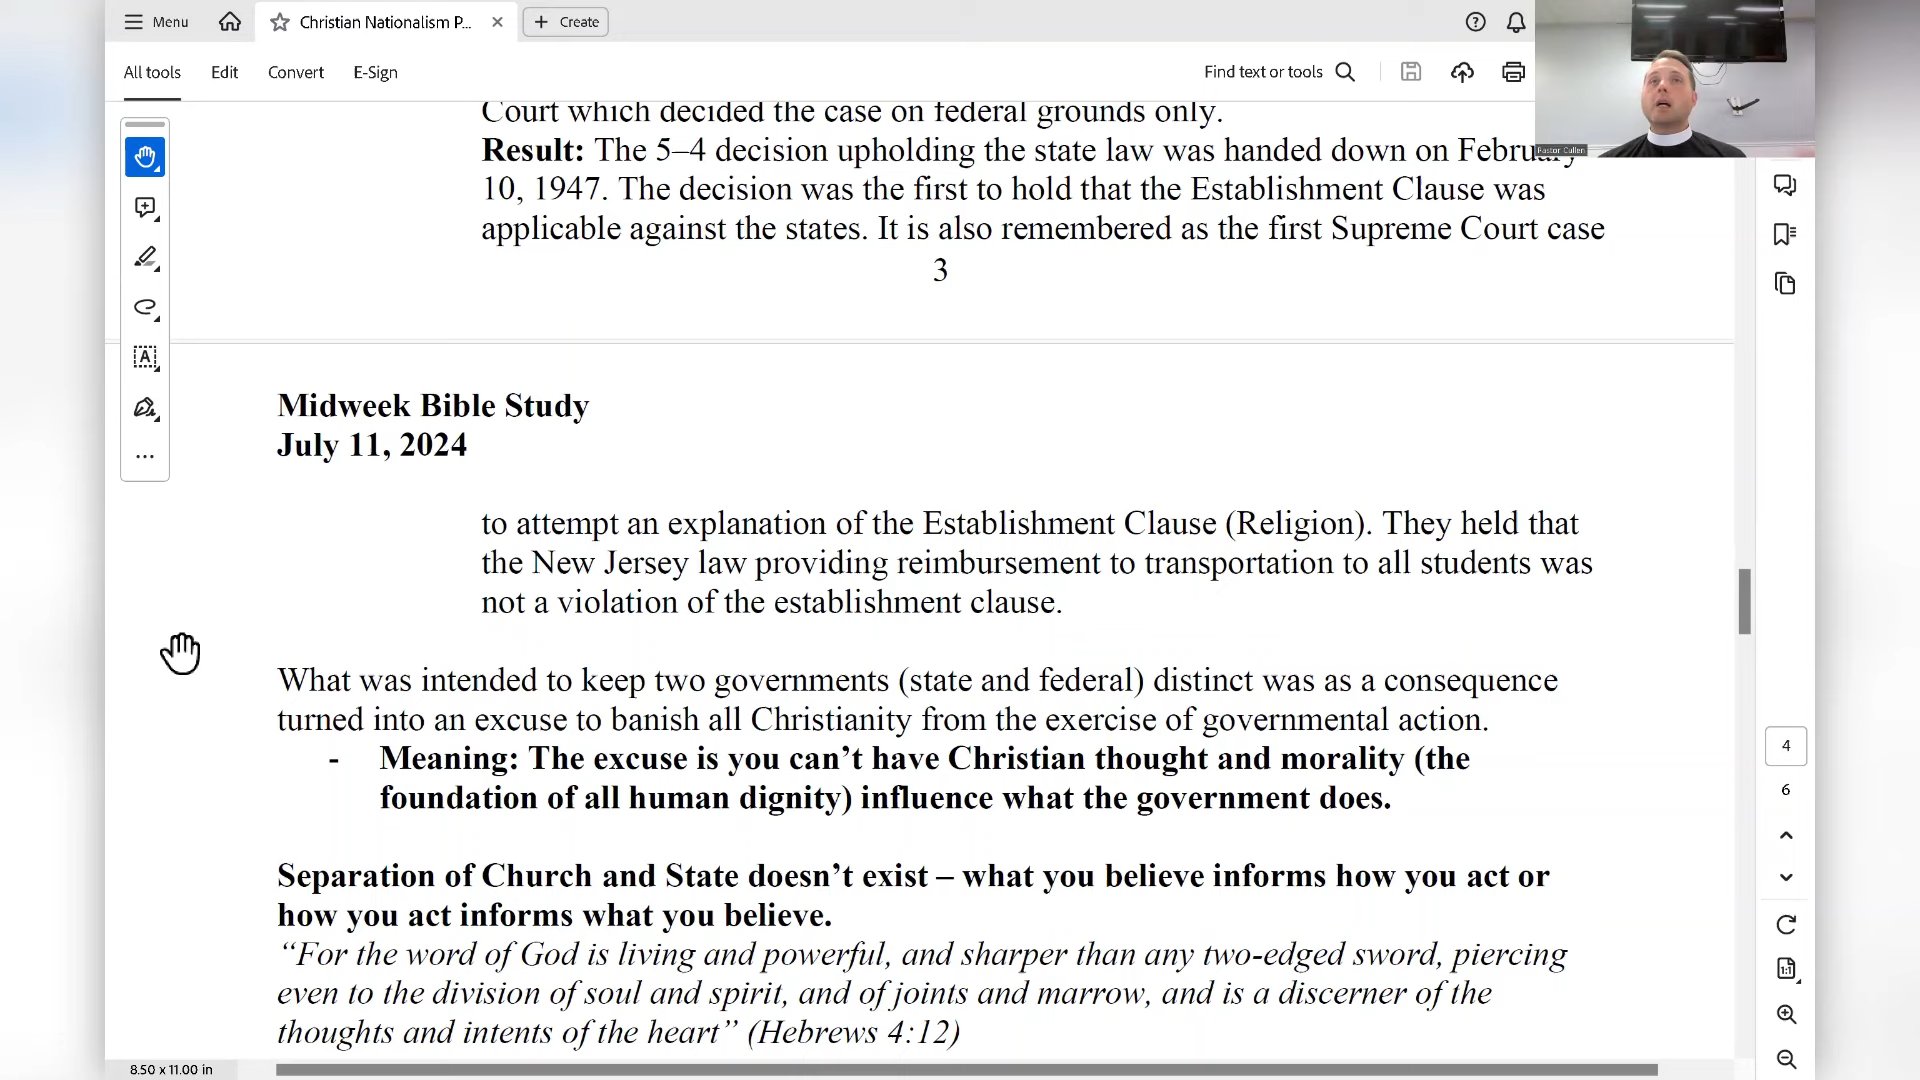 Menu
Christian Nationalism P...
Create
All tools
Edit
Convert
E-Sign
Find text or tools
Pastor Cullen
Court which decided the case on federal grounds only.
Result: The 5–4 decision upholding the state law was handed down on February
10, 1947. The decision was the first to hold that the Establishment Clause was
applicable against the states. It is also remembered as the first Supreme Court case
3
Midweek Bible Study
July 11, 2024
to attempt an explanation of the Establishment Clause (Religion). They held that
the New Jersey law providing reimbursement to transportation to all students was
not a violation of the establishment clause.
What was intended to keep two governments (state and federal) distinct was as a consequence
turned into an excuse to banish all Christianity from the exercise of governmental action.
- Meaning: The excuse is you can’t have Christian thought and morality (the
foundation of all human dignity) influence what the government does.
Separation of Church and State doesn’t exist – what you believe informs how you act or
how you act informs what you believe.
“For the word of God is living and powerful, and sharper than any two-edged sword, piercing
even to the division of soul and spirit, and of joints and marrow, and is a discerner of the
thoughts and intents of the heart” (Hebrews 4:12)
4
6
8.50 x 11.00 in